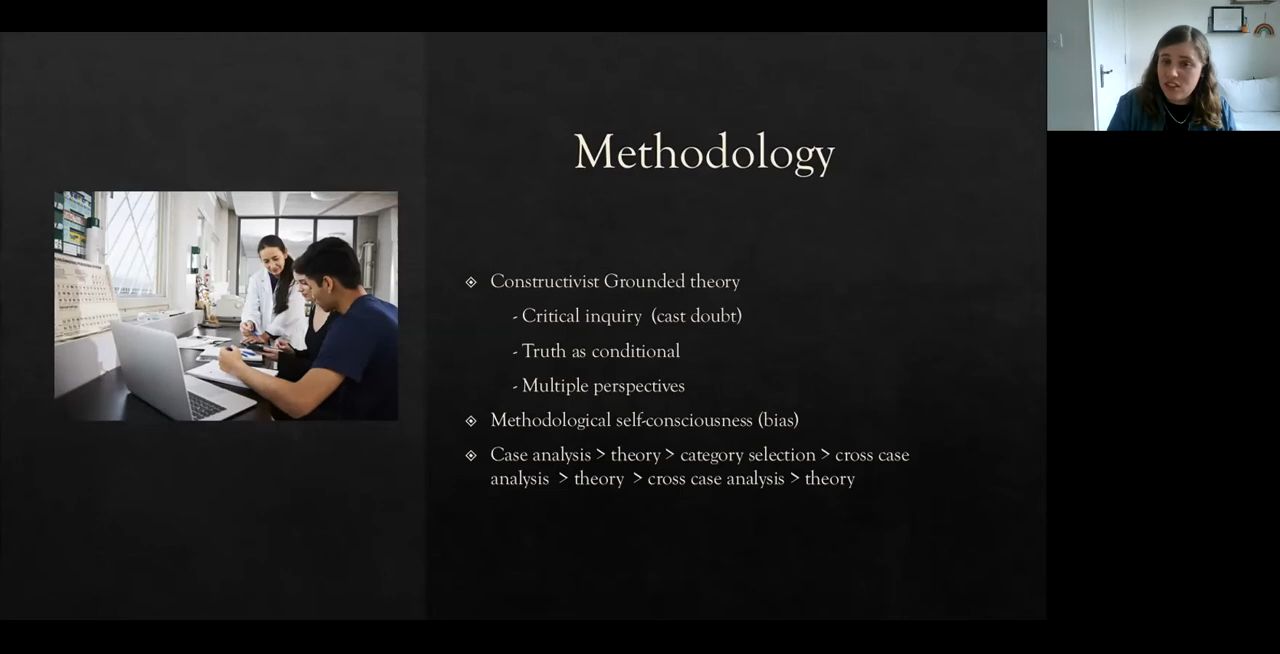 Methodology
Constructivist Grounded theory
- Critical inquiry (cast doubt)
- Truth as conditional
- Multiple perspectives
Methodological self-consciousness (bias)
Case analysis > theory > category selection > cross case
analysis > theory > cross case analysis > theory